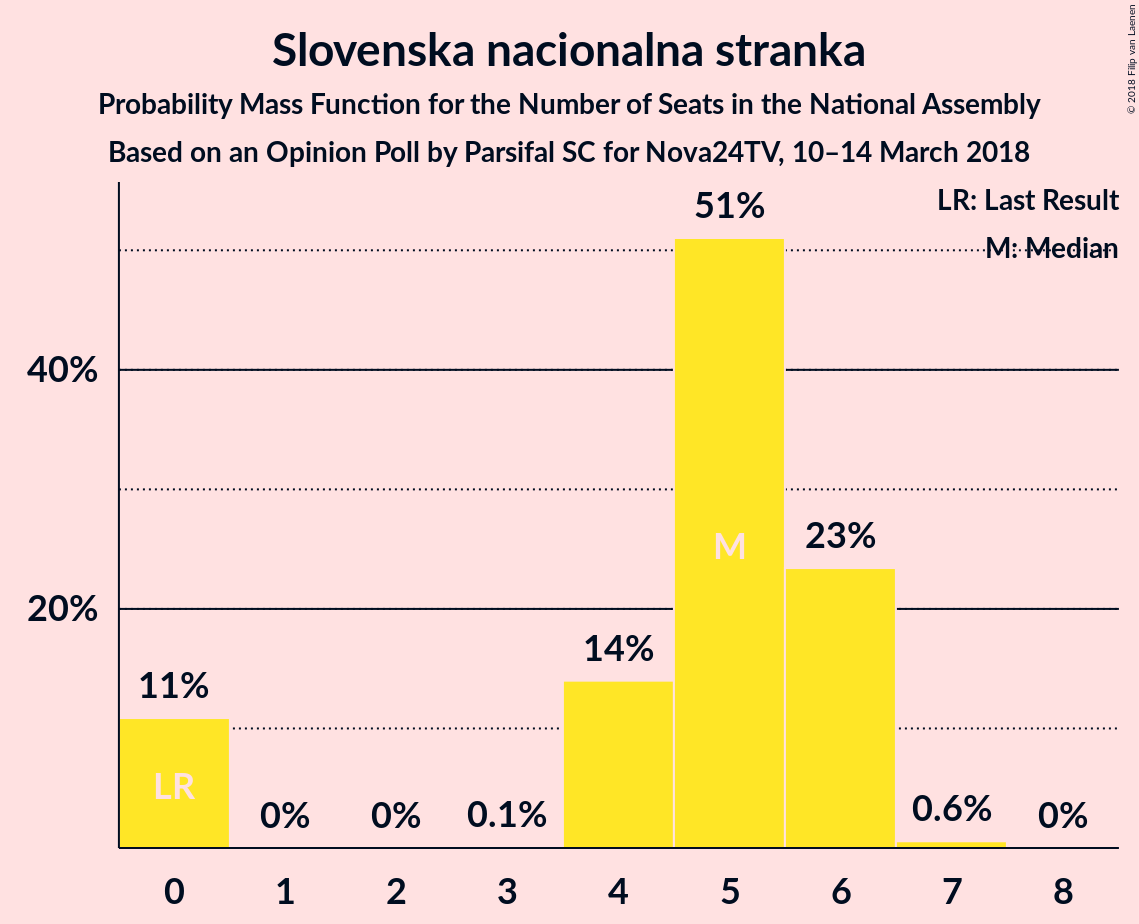 Slovenska nacionalna stranka
Probability Mass Function for the Number of Seats in the National Assembly
Based on an Opinion Poll by Parsifal SC for Nova24TV, 10–14 March 2018
© 2018 Filip van Laenen
LR: Last Result
M: Median
51%
40%
M
23%
20%
14%
11%
LR
0%
0%
0.1%
0.6%
0%
0 1 2 3 4 5 6 7 8